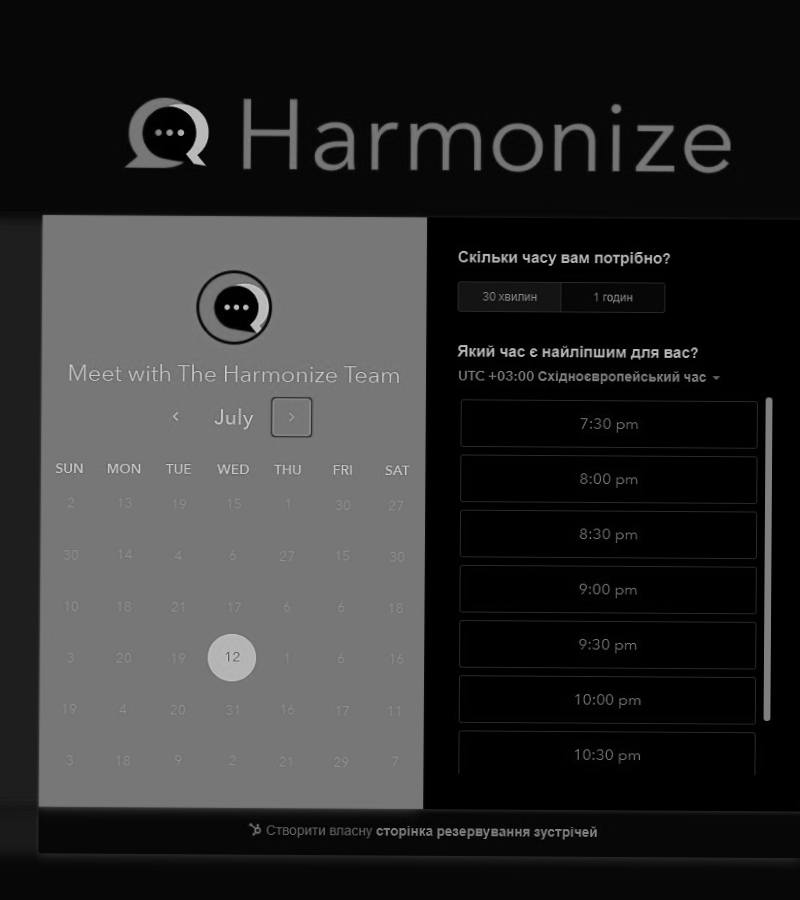 Harmonize
Meet with The Harmonize Team
July
SUN MON TUE WED THU FRI SAT
2 13 19 15 1 30 27
30 14 4 6 27 15 30
10 18 21 17 6 6 18
3 20 19 12 1 6 16
19 4 20 31 16 17 11
3 18 9 2 21 29 7
Скільки часу вам потрібно?
30 хвилин 1 годин
Який час є найліпшим для вас?
UTC +03:00 Східноєвропейський час
7:30 pm
8:00 pm
8:30 pm
9:00 pm
9:30 pm
10:00 pm
10:30 pm
Створити власну сторінка резервування зустрічей